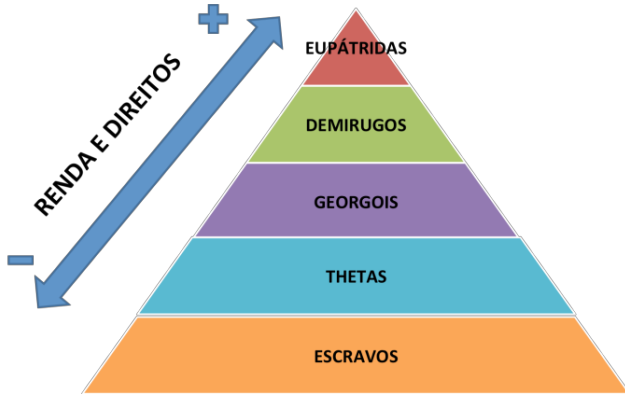 +
RENDA E DIREITOS
-
EUPÁTRIDAS
DEMIRUGOS
GEORGOIS
THETAS
ESCRAVOS